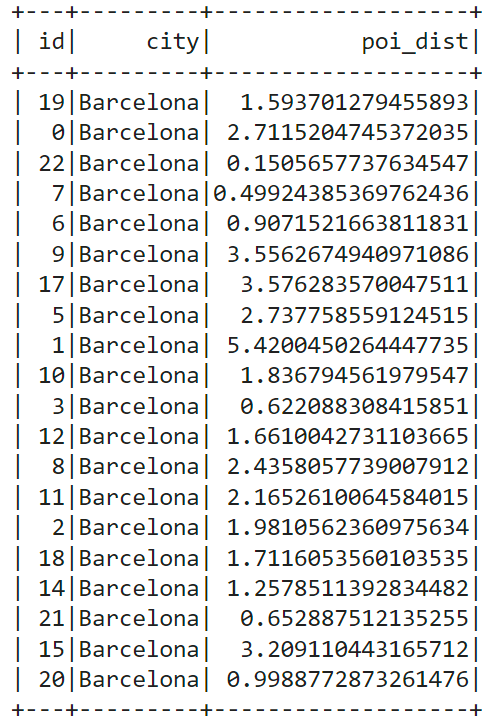 +---+---------+-------------------+
| id|     city|           poi_dist|
+---+---------+-------------------+
| 19|Barcelona|  1.593701279455893|
|  0|Barcelona| 2.7115204745372035|
| 22|Barcelona| 0.1505657737634547|
|  7|Barcelona|0.49924385369762436|
|  6|Barcelona| 0.9071521663811831|
|  9|Barcelona| 3.5562674940971086|
| 17|Barcelona|  3.576283570047511|
|  5|Barcelona|  2.737758559124515|
|  1|Barcelona| 5.4200450264447735|
| 10|Barcelona|  1.836794561979547|
|  3|Barcelona|  0.622088308415851|
| 12|Barcelona| 1.6610042731103665|
|  8|Barcelona| 2.4358057739007912|
| 11|Barcelona| 2.1652610064584015|
|  2|Barcelona| 1.9810562360975634|
| 18|Barcelona| 1.7116053560103535|
| 14|Barcelona| 1.2578511392834482|
| 21|Barcelona|  0.652887512135255|
| 15|Barcelona|  3.209110443165712|
| 20|Barcelona| 0.9988772873261476|
+---+---------+-------------------+